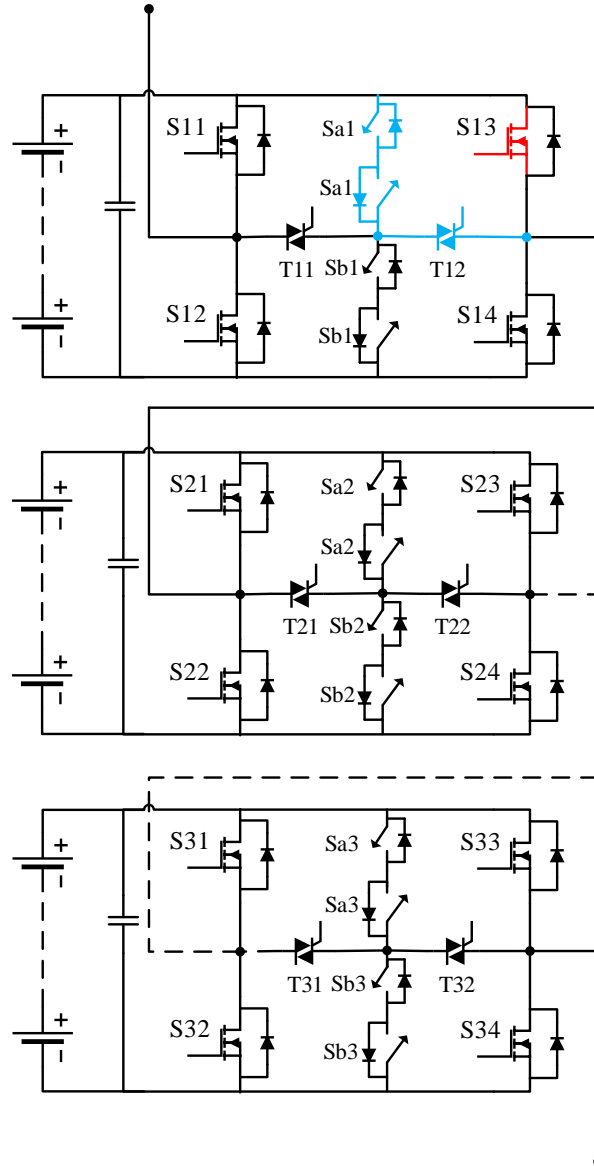 S11 Sa1 S13
Sa1
T11 Sb1 T12
S12 Sb1 S14
S21 Sa2 S23
Sa2
T21 Sb2 T22
S22 Sb2 S24
S31 Sa3 S33
Sa3
T31 Sb3 T32
S32 Sb3 S34